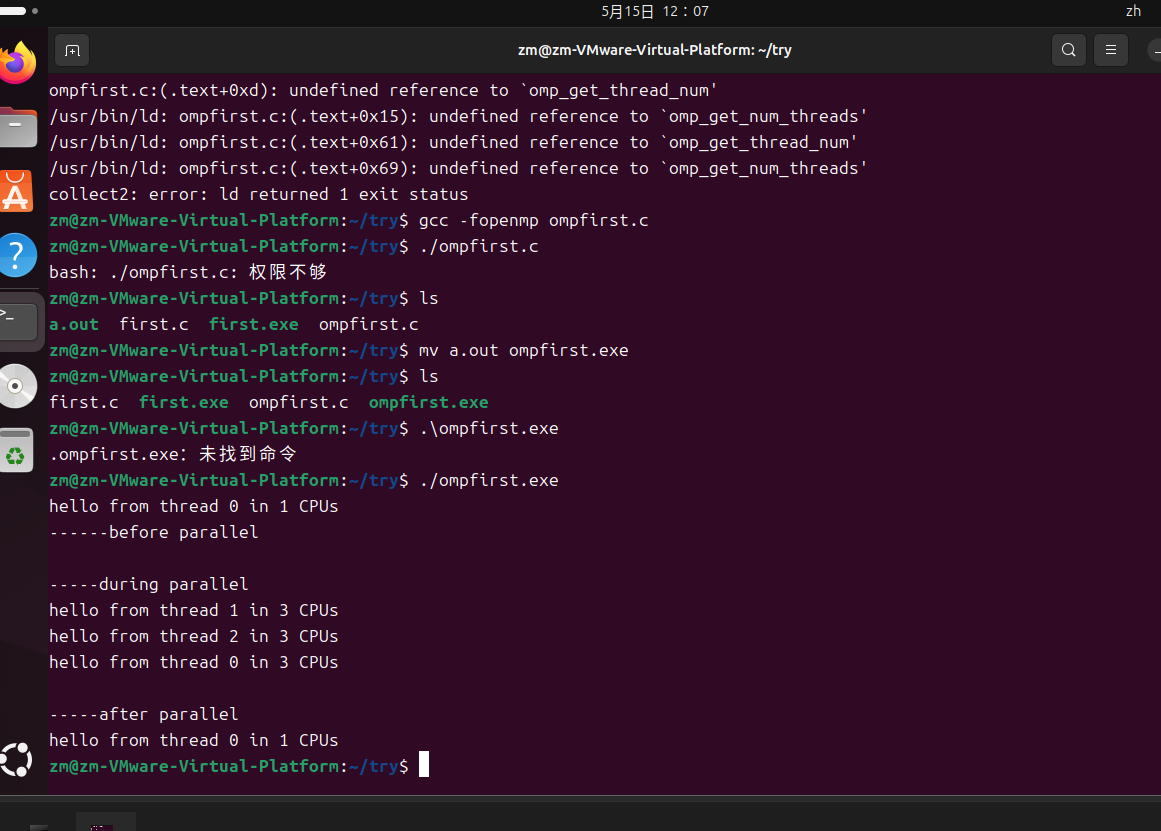 5月15日 12：07
zh
zm@zm-VMware-Virtual-Platform: ~/try
ompfirst.c:(.text+0xd): undefined reference to `omp_get_thread_num'
/usr/bin/ld: ompfirst.c:(.text+0x15): undefined reference to `omp_get_num_threads'
/usr/bin/ld: ompfirst.c:(.text+0x61): undefined reference to `omp_get_thread_num'
/usr/bin/ld: ompfirst.c:(.text+0x69): undefined reference to `omp_get_num_threads'
collect2: error: ld returned 1 exit status
zm@zm-VMware-Virtual-Platform:~/try$ gcc -fopenmp ompfirst.c
zm@zm-VMware-Virtual-Platform:~/try$ ./ompfirst.c
bash: ./ompfirst.c: 权限不够
zm@zm-VMware-Virtual-Platform:~/try$ ls
a.out  first.c  first.exe  ompfirst.c
zm@zm-VMware-Virtual-Platform:~/try$ mv a.out ompfirst.exe
zm@zm-VMware-Virtual-Platform:~/try$ ls
first.c  first.exe  ompfirst.c  ompfirst.exe
zm@zm-VMware-Virtual-Platform:~/try$ .\ompfirst.exe
.ompfirst.exe：未找到命令
zm@zm-VMware-Virtual-Platform:~/try$ ./ompfirst.exe
hello from thread 0 in 1 CPUs
------before parallel
-----during parallel
hello from thread 1 in 3 CPUs
hello from thread 2 in 3 CPUs
hello from thread 0 in 3 CPUs
-----after parallel
hello from thread 0 in 1 CPUs
zm@zm-VMware-Virtual-Platform:~/try$